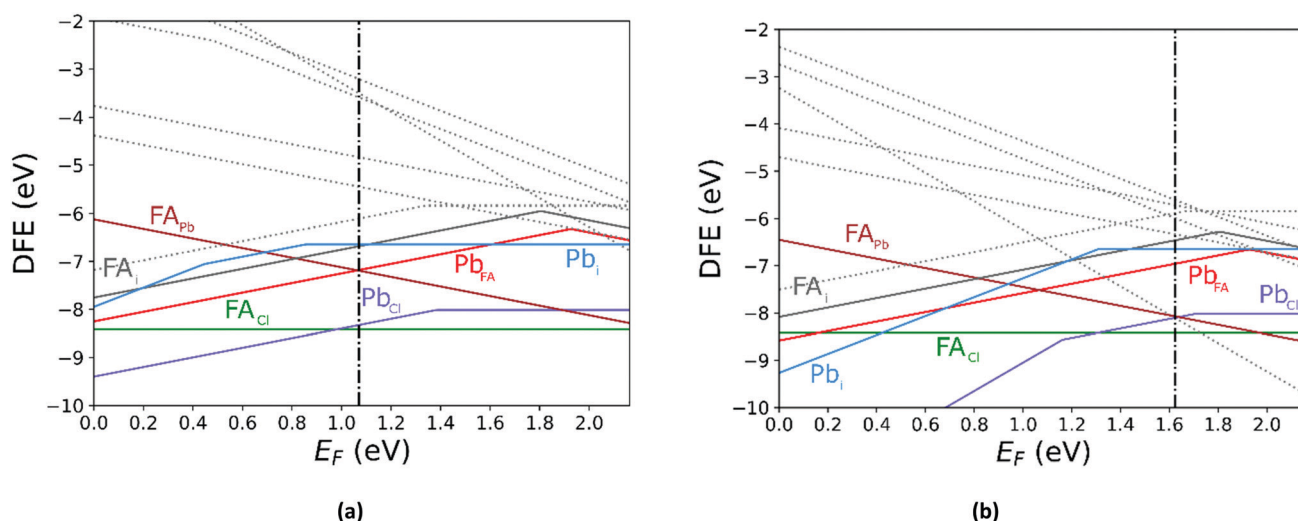 −2
−3
−4
−5
−6
−7
−8
−9
−10
DFE (eV)
FA_Pb
FA_i
Pb_FA
Pb_i
Pb_Cl
FA_Cl
0.0 0.2 0.4 0.6 0.8 1.0 1.2 1.4 1.6 1.8 2.0
E_F (eV)
(a)
−2
−3
−4
−5
−6
−7
−8
−9
−10
DFE (eV)
FA_Pb
FA_i
Pb_FA
Pb_Cl
FA_Cl
Pb_i
0.0 0.2 0.4 0.6 0.8 1.0 1.2 1.4 1.6 1.8 2.0
E_F (eV)
(b)